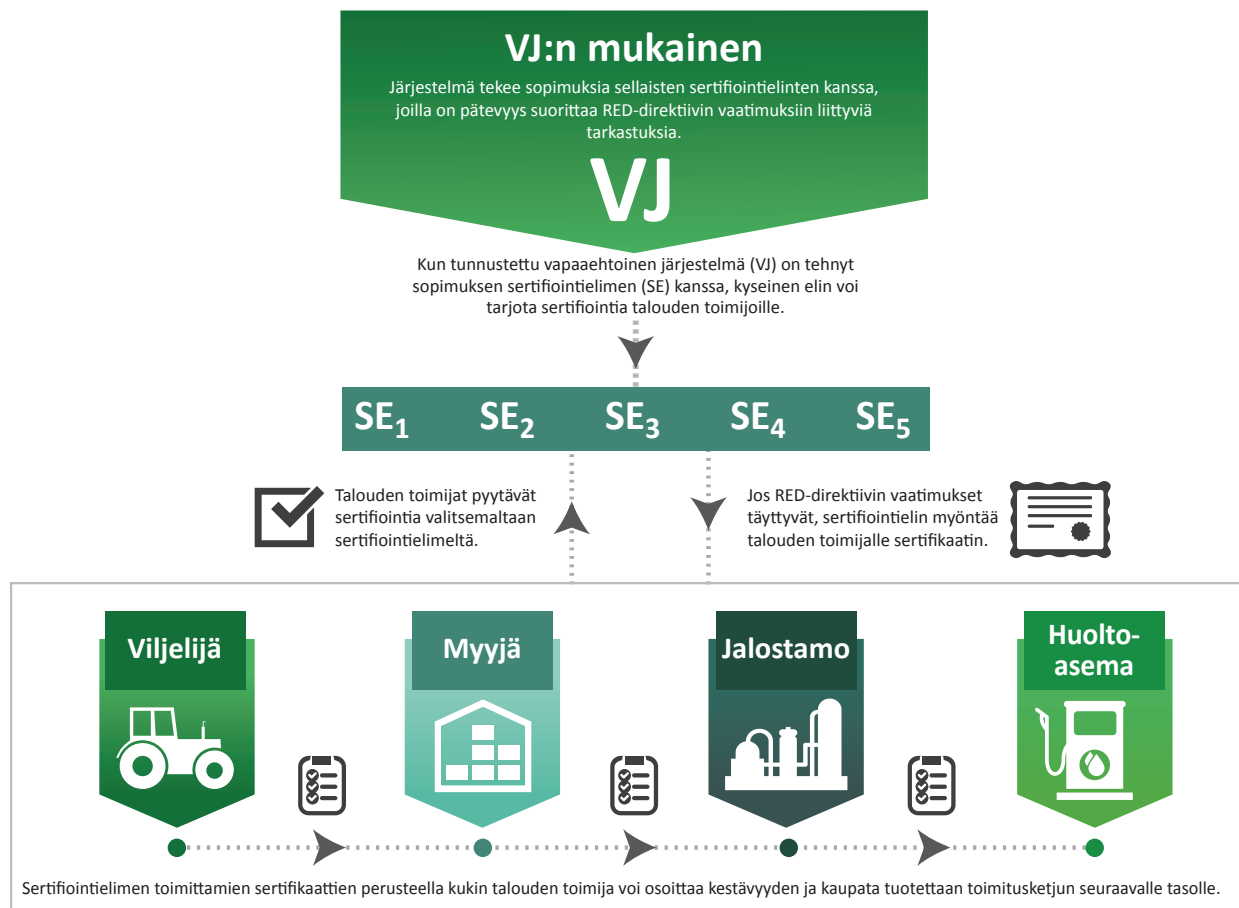 VJ:n mukainen
Järjestelmä tekee sopimuksia sellaisten sertifiointielinten kanssa,
joilla on pätevyys suorittaa RED-direktiivin vaatimuksiin liittyviä
tarkastuksia.
VJ
Kun tunnustettu vapaaehtoinen järjestelmä (VJ) on tehnyt
sopimuksen sertifiointielimen (SE) kanssa, kyseinen elin voi
tarjota sertifiointia talouden toimijoille.
SE1 SE2 SE3 SE4 SE5
Talouden toimijat pyytävät
sertifiointia valitsemaltaan
sertifiointielimeltä.
Jos RED-direktiivin vaatimukset
täyttyvät, sertifiointielin myöntää
talouden toimijalle sertifikaatin.
Viljelijä
Myyjä
Jalostamo
Huolto-
asema
Sertifiointielimen toimittamien sertifikaattien perusteella kukin talouden toimija voi osoittaa kestävyyden ja kaupata tuotettaan toimitusketjun seuraavalle tasolle.